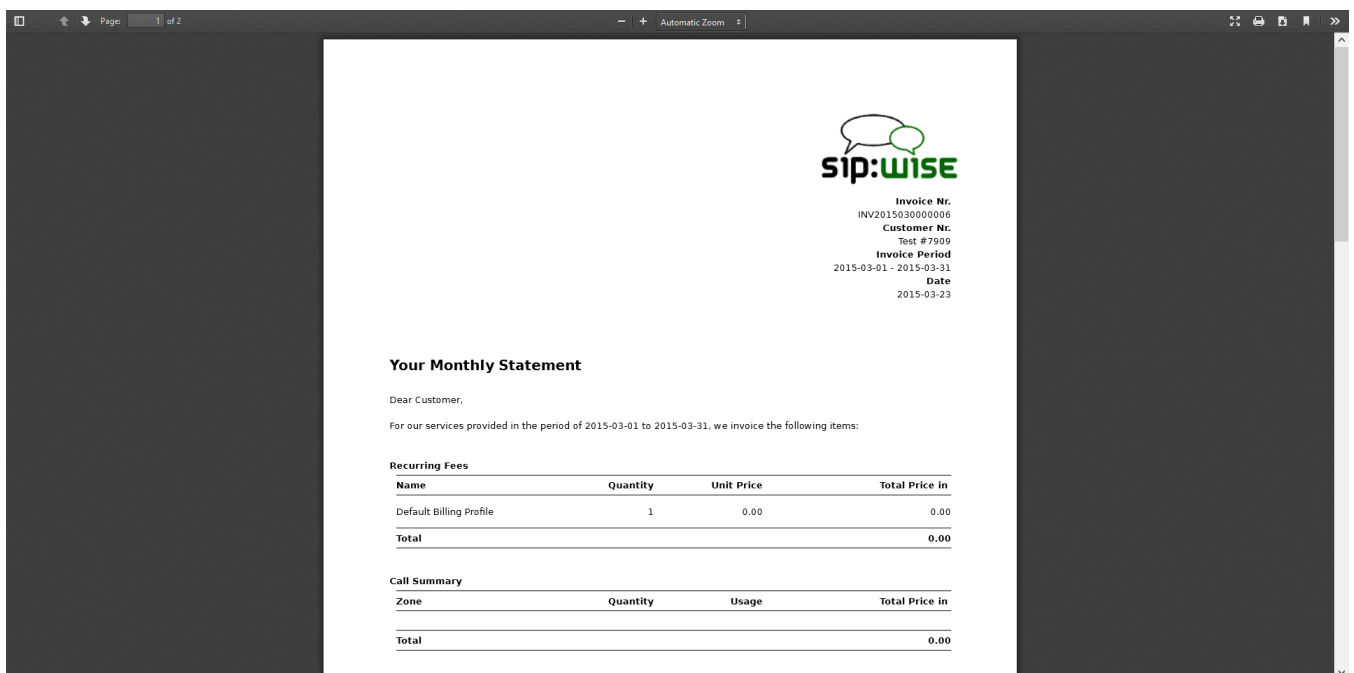 Page: 1 of 2 Automatic Zoom
sip:wise
Invoice Nr.
INV2015030000006
Customer Nr.
Test #7909
Invoice Period
2015-03-01 - 2015-03-31
Date
2015-03-23
Your Monthly Statement
Dear Customer,
For our services provided in the period of 2015-03-01 to 2015-03-31, we invoice the following items:
Recurring Fees
Name Quantity Unit Price Total Price in
Default Billing Profile 1 0.00 0.00
Total 0.00
Call Summary
Zone Quantity Usage Total Price in
Total 0.00